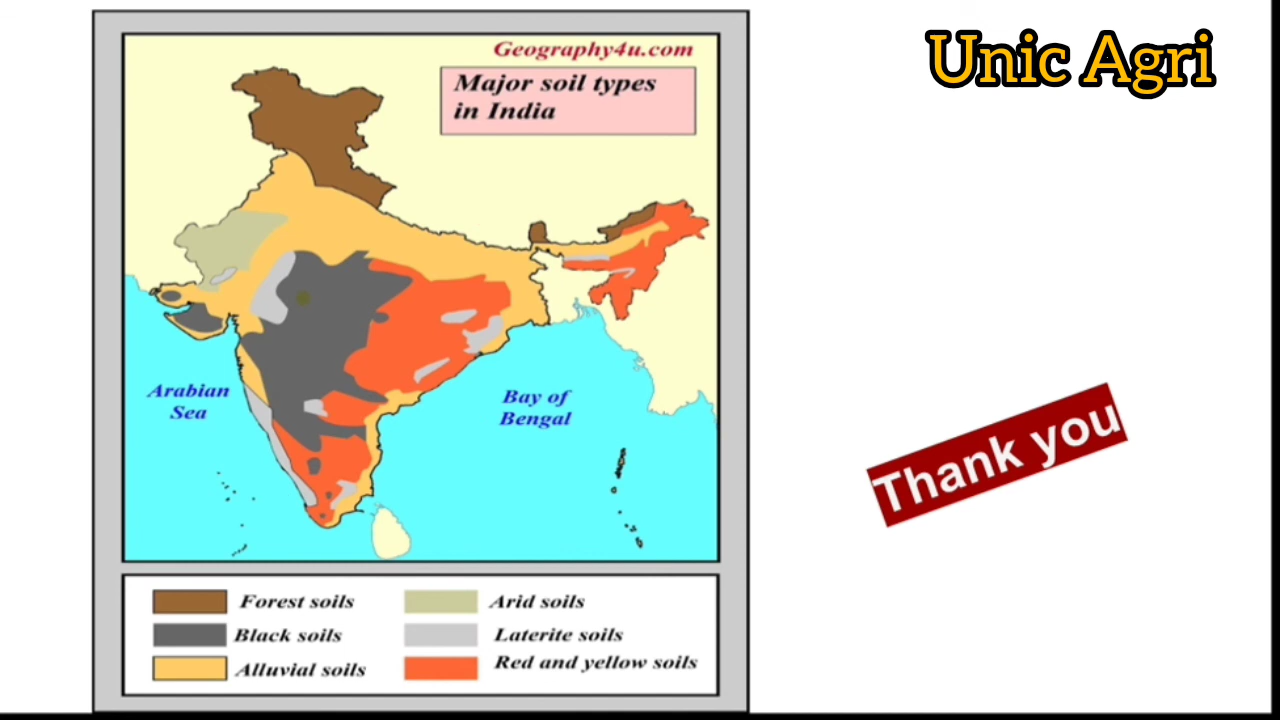 Unic Agri
Geography4u.com
Major soil types
in India
Arabian
Sea
Bay of
Bengal
Thank you
Forest soils
Arid soils
Black soils
Laterite soils
Alluvial soils
Red and yellow soils